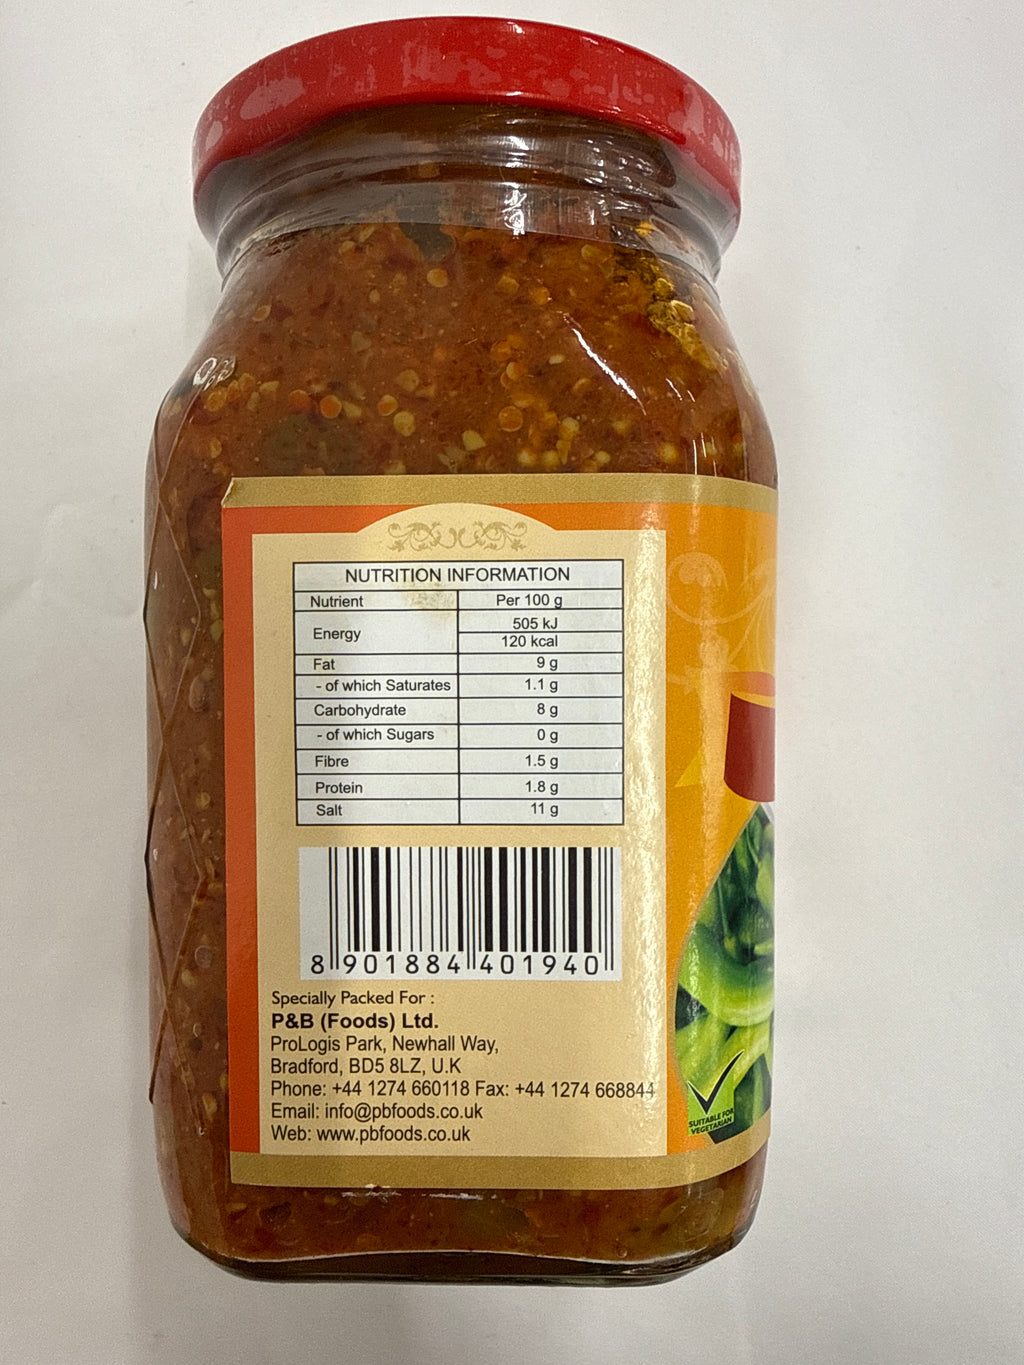 NUTRITION INFORMATION
Nutrient Per 100 g
Energy 505 kJ
120 kcal
Fat 9 g
- of which Saturates 1.1 g
Carbohydrate 8 g
- of which Sugars 0 g
Fibre 1.5 g
Protein 1.8 g
Salt 11 g
8 901884 401940
Specially Packed For :
P&B (Foods) Ltd.
ProLogis Park, Newhall Way,
Bradford, BD5 8LZ, U.K
Phone: +44 1274 660118 Fax: +44 1274 668844
Email: info@pbfoods.co.uk
Web: www.pbfoods.co.uk
SUITABLE FOR
VEGETARIAN